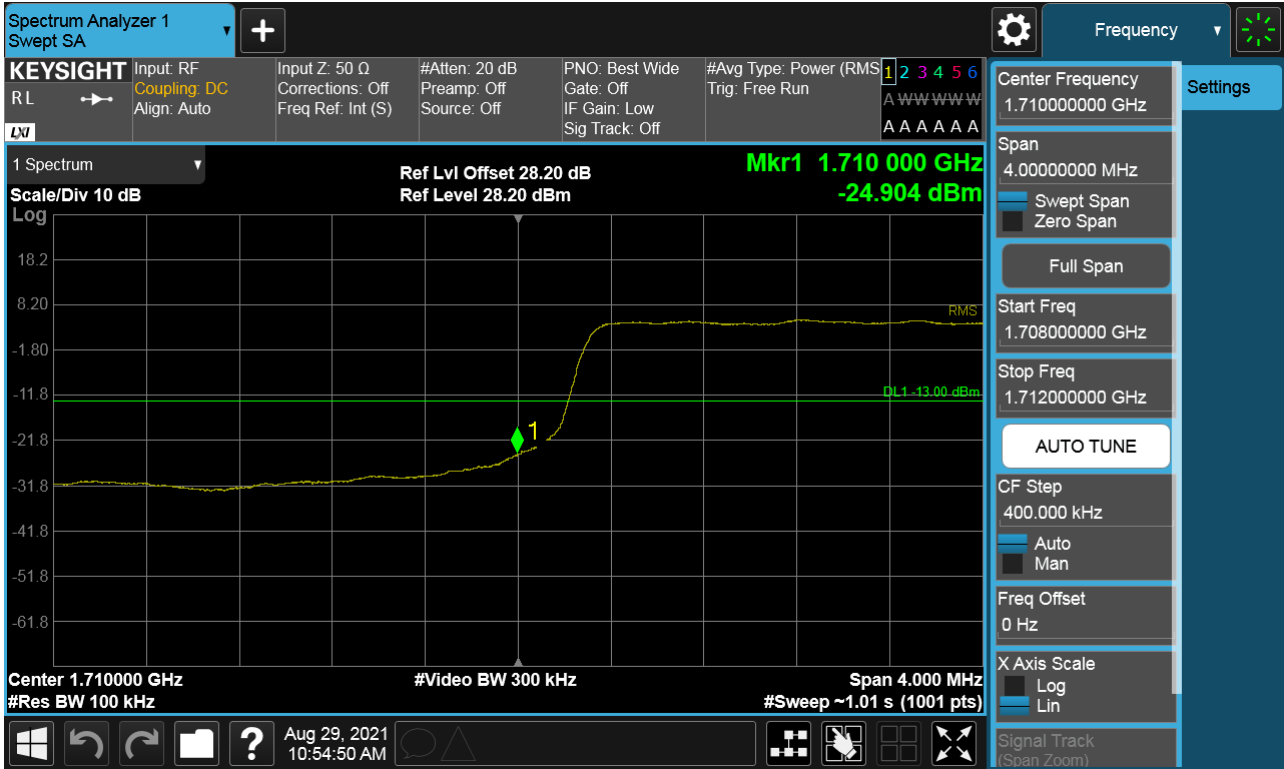 Spectrum Analyzer 1
Swept SA
+
Frequency
KEYSIGHT
R L
LXI
Input: RF
Coupling: DC
Align: Auto
Input Z: 50 Ω
Corrections: Off
Freq Ref: Int (S)
#Atten: 20 dB
Preamp: Off
Source: Off
PNO: Best Wide
Gate: Off
IF Gain: Low
Sig Track: Off
#Avg Type: Power (RMS
Trig: Free Run
1 2 3 4 5 6
A W W W W W
A A A A A A
1 Spectrum
Scale/Div 10 dB
Log
Ref Lvl Offset 28.20 dB
Ref Level 28.20 dBm
Mkr1 1.710 000 GHz
-24.904 dBm
18.2
8.20
-1.80
-11.8
-21.8
-31.8
-41.8
-51.8
-61.8
RMS
DL1 -13.00 dBm
1
Center 1.710000 GHz
#Res BW 100 kHz
#Video BW 300 kHz
Span 4.000 MHz
#Sweep ~1.01 s (1001 pts)
?
Aug 29, 2021
10:54:50 AM
Center Frequency
1.710000000 GHz
Span
4.00000000 MHz
Swept Span
Zero Span
Full Span
Start Freq
1.708000000 GHz
Stop Freq
1.712000000 GHz
AUTO TUNE
CF Step
400.000 kHz
Auto
Man
Freq Offset
0 Hz
X Axis Scale
Log
Lin
Signal Track
(Span Zoom)
Settings